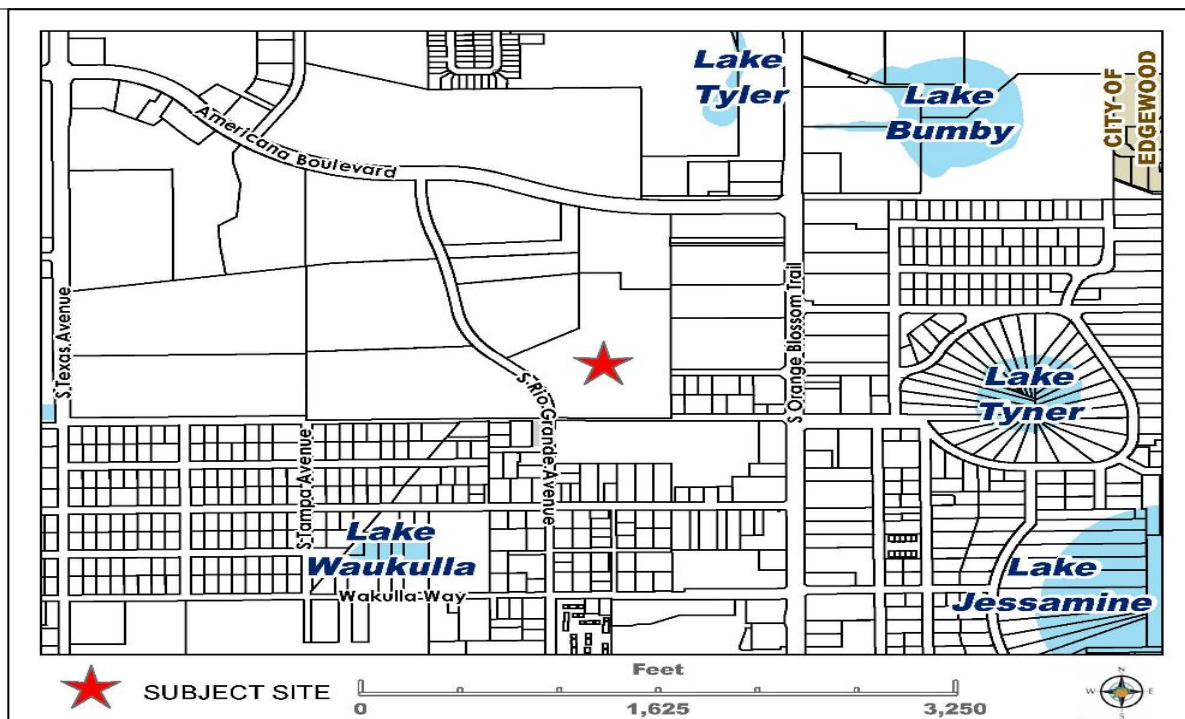 Lake
Tyler
Lake
Bumby
CITY OF
EDGEWOOD
Americana Boulevard
S Texas Avenue
S Orange Blossom Trail
S Rio Grande Avenue
Lake
Tyner
S Tampa Avenue
Lake
Waukulla
Wakulla Way
Lake
Jessamine
SUBJECT SITE
Feet
0
1,625
3,250
N
W
E
S